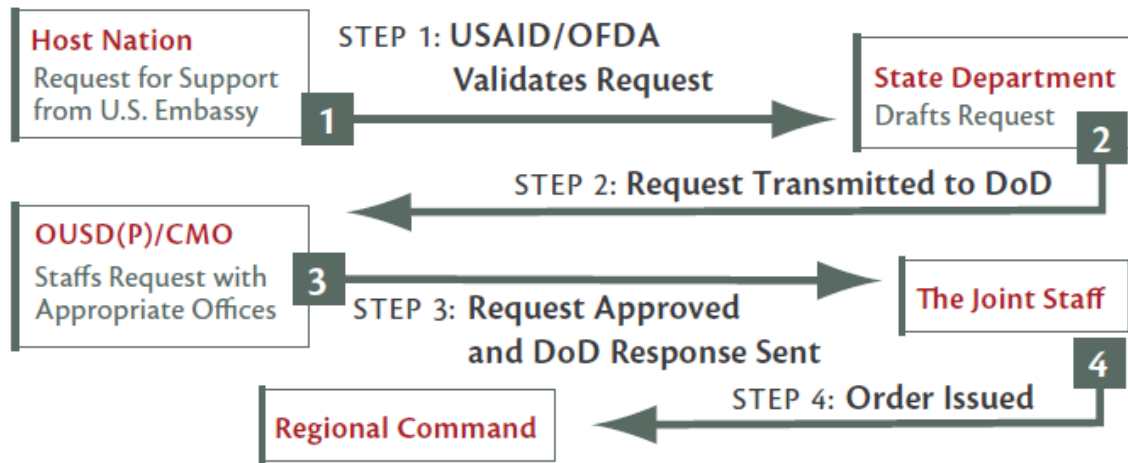 Host Nation
Request for Support
from U.S. Embassy
1
STEP 1: USAID/OFDA
Validates Request
State Department
Drafts Request
2
STEP 2: Request Transmitted to DoD
OUSD(P)/CMO
Staffs Request with
Appropriate Offices
3
STEP 3: Request Approved
and DoD Response Sent
The Joint Staff
4
STEP 4: Order Issued
Regional Command